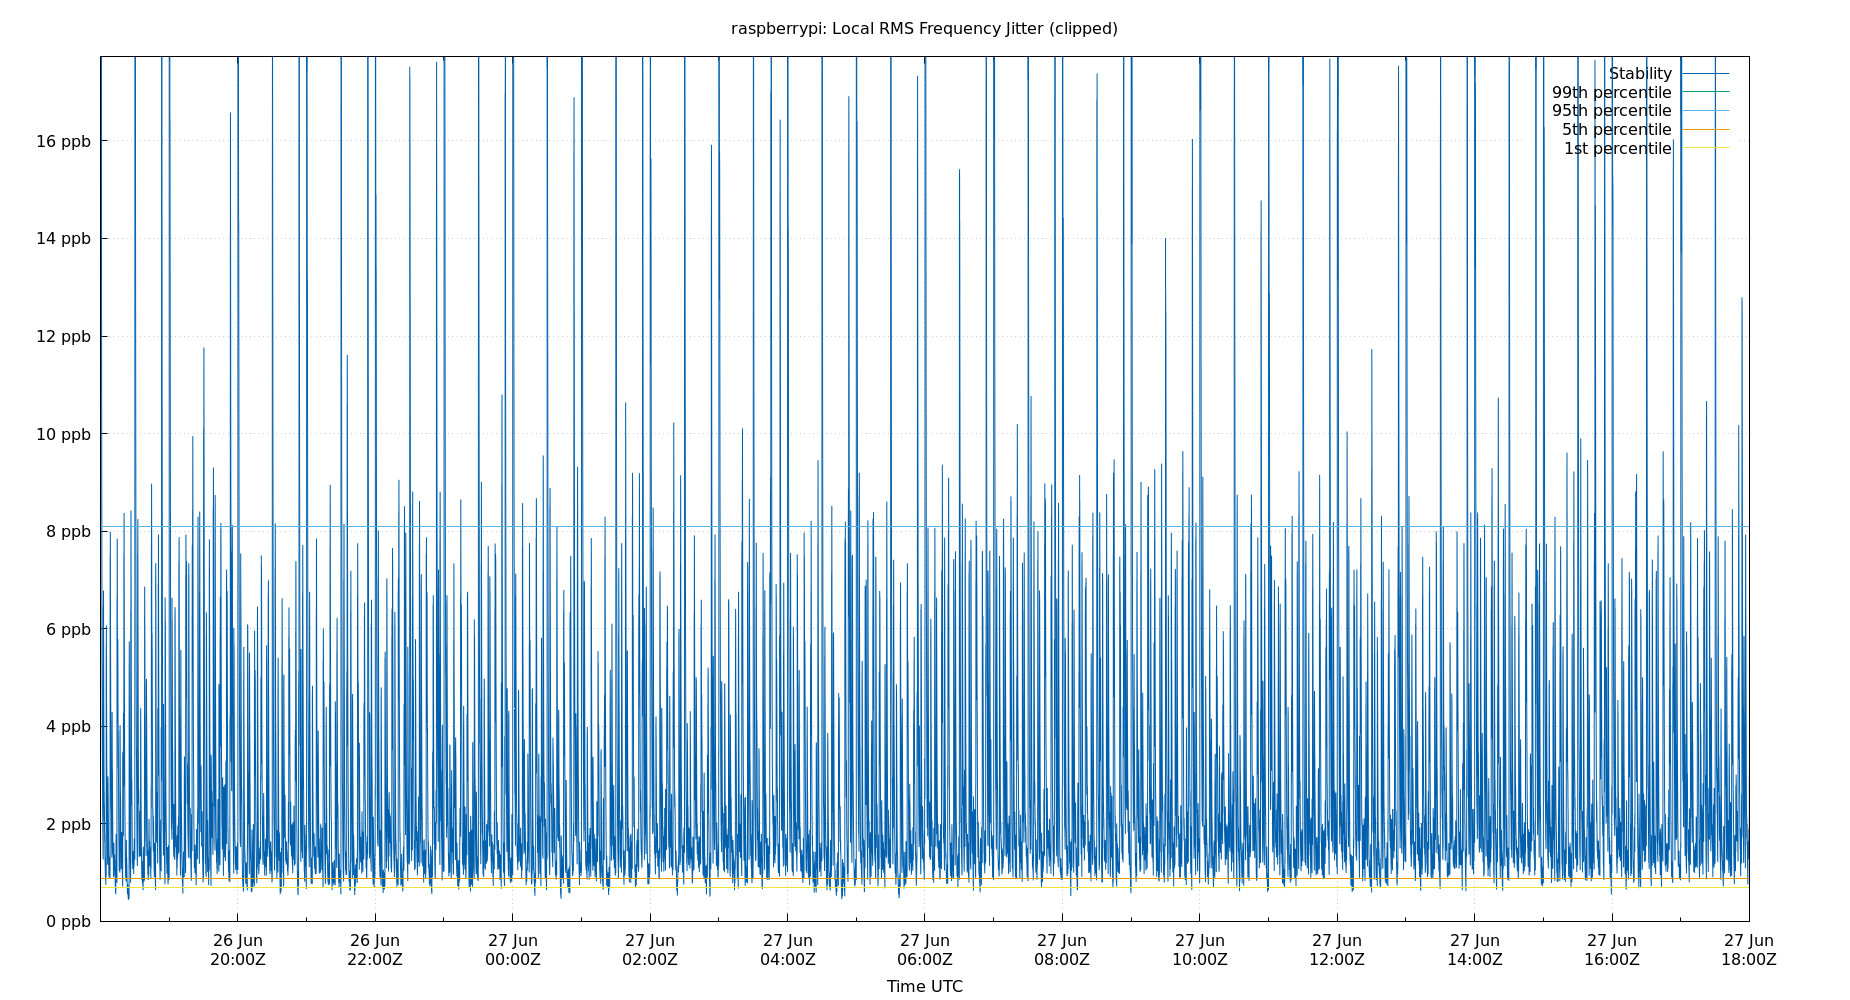 raspberrypi: Local RMS Frequency Jitter (clipped)
Stability
99th percentile
95th percentile
5th percentile
1st percentile
16 ppb
14 ppb
12 ppb
10 ppb
8 ppb
6 ppb
4 ppb
2 ppb
0 ppb
26 Jun 26 Jun 27 Jun 27 Jun 27 Jun 27 Jun 27 Jun 27 Jun 27 Jun 27 Jun 27 Jun 27 Jun
20:00Z 22:00Z 00:00Z 02:00Z 04:00Z 06:00Z 08:00Z 10:00Z 12:00Z 14:00Z 16:00Z 18:00Z
Time UTC